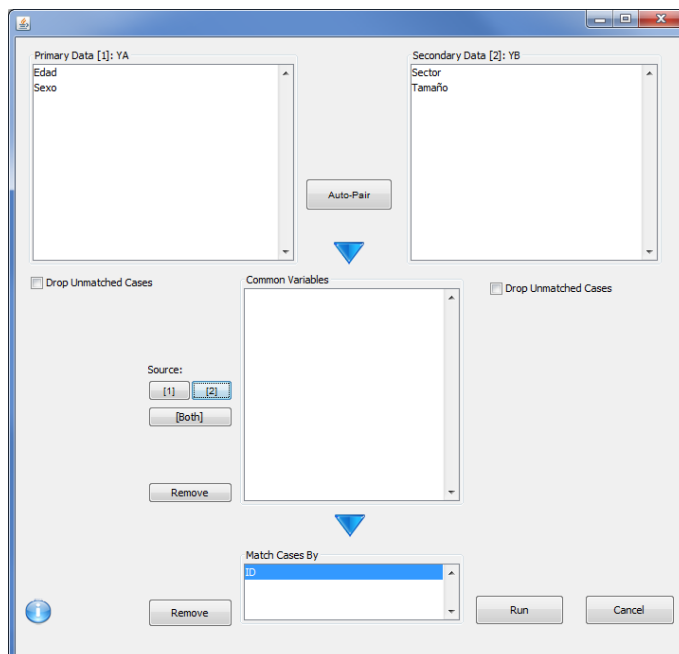 Primary Data [1]: YA
Secondary Data [2]: YB
Edad
Sexo
Sector
Tamaño
Auto-Pair
Drop Unmatched Cases
Common Variables
Drop Unmatched Cases
Source:
[1]
[2]
[Both]
Remove
Match Cases By
ID
Remove
Run
Cancel